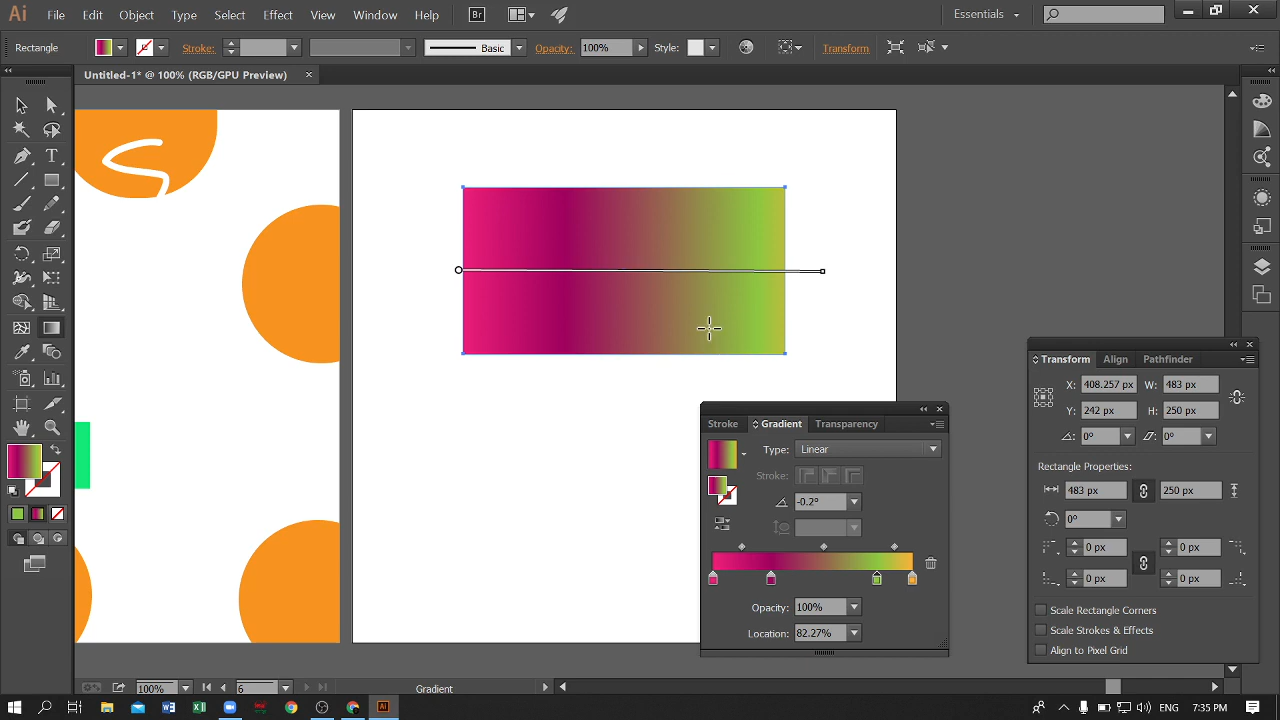 Ai File Edit Object Type Select Effect View Window Help Br Essentials
Rectangle Stroke: Basic Opacity: 100% Style: Transform
Untitled-1* @ 100% (RGB/GPU Preview)
S
Transform Align Pathfinder
X: 408.257 px W: 483 px
Y: 242 px H: 250 px
0° 0°
Rectangle Properties:
483 px 250 px
0°
0 px 0 px
0 px 0 px
Scale Rectangle Corners
Scale Strokes & Effects
Align to Pixel Grid
Stroke Gradient Transparency
Type: Linear
Stroke:
-0.2°
Opacity: 100%
Location: 82.27%
100% 6 Gradient
ENG 7:35 PM